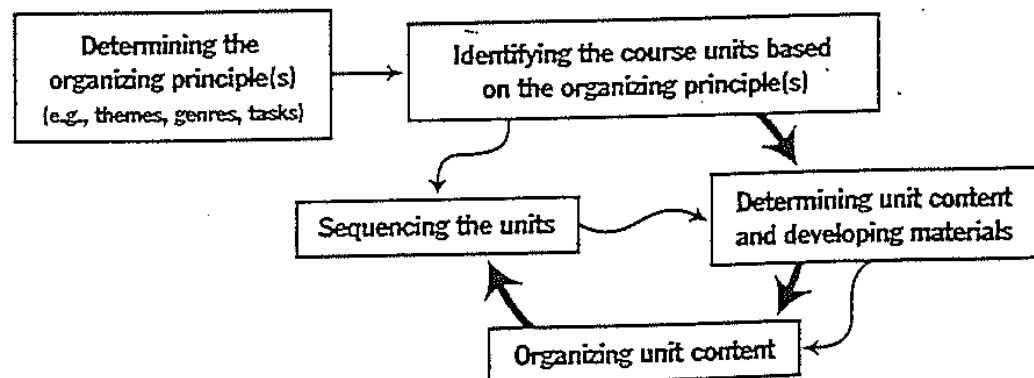 Determining the
organizing principle(s)
(e.g., themes, genres, tasks)
Identifying the course units based
on the organizing principle(s)
Sequencing the units
Determining unit content
and developing materials
Organizing unit content